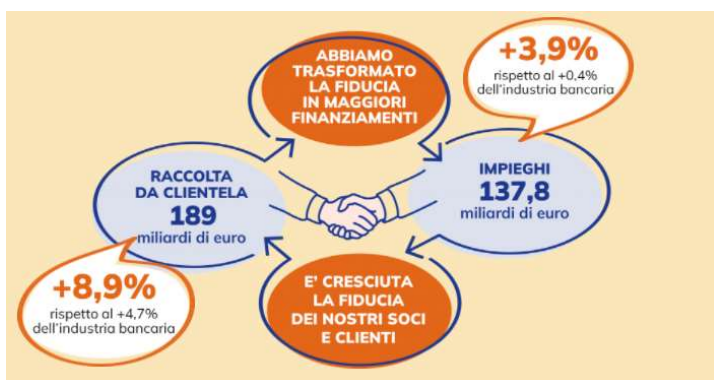 ABBIAMO
TRASFORMATO
LA FIDUCIA
IN MAGGIORI
FINANZIAMENTI
+3,9%
rispetto al +0,4%
dell'industria bancaria
RACCOLTA
DA CLIENTELA
189
miliardi di euro
IMPIEGHI
137,8
miliardi di euro
+8,9%
rispetto al +4,7%
dell'industria bancaria
E' CRESCIUTA
LA FIDUCIA
DEI NOSTRI SOCI
E CLIENTI